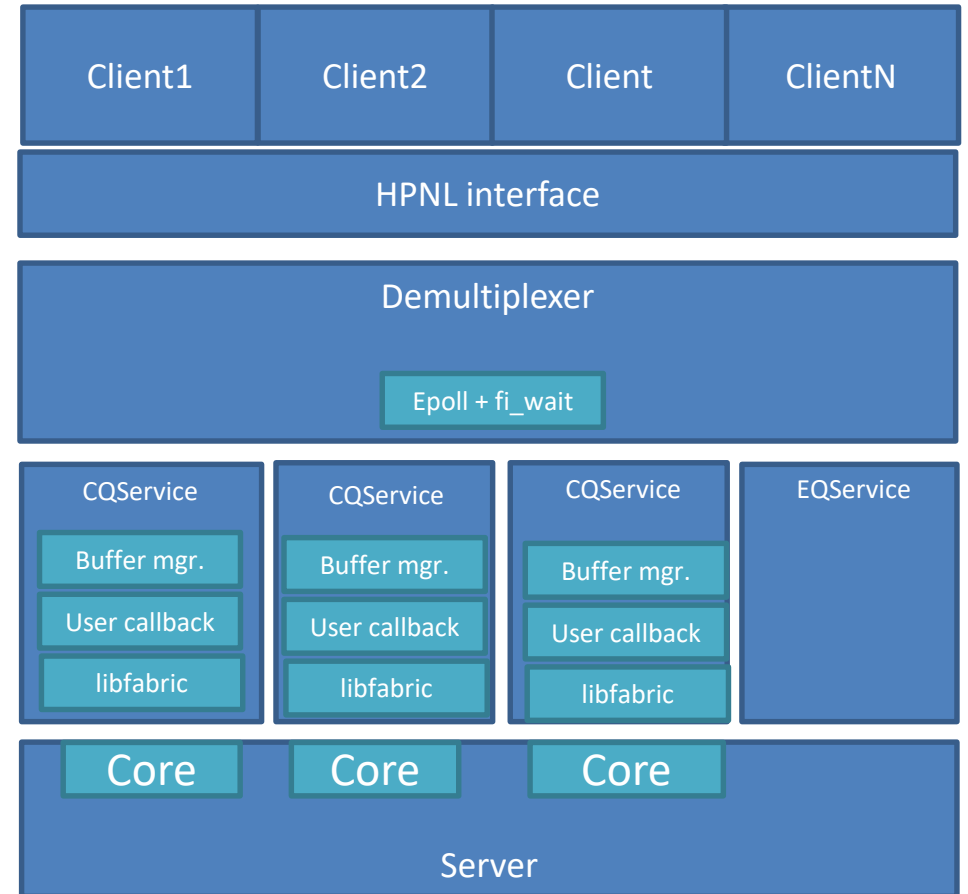 Client1
Client2
Client
ClientN
HPNL interface
Demultiplexer
Epoll + fi_wait
CQService
Buffer mgr.
User callback
libfabric
CQService
Buffer mgr.
User callback
libfabric
CQService
Buffer mgr.
User callback
libfabric
EQService
Core
Core
Core
Server